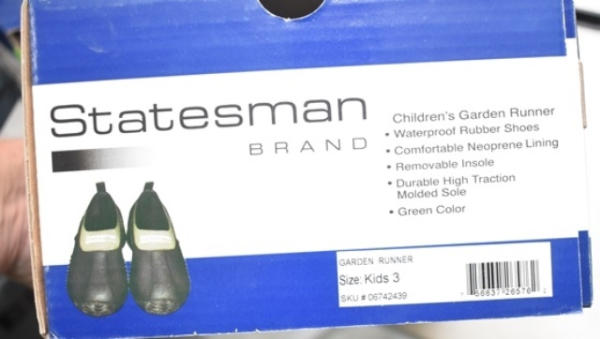 Statesman
BRAND
Children's Garden Runner
• Waterproof Rubber Shoes
• Comfortable Neoprene Lining
• Removable Insole
• Durable High Traction
Molded Sole
• Green Color
GARDEN RUNNER
Size: Kids 3
SKU # 06742439